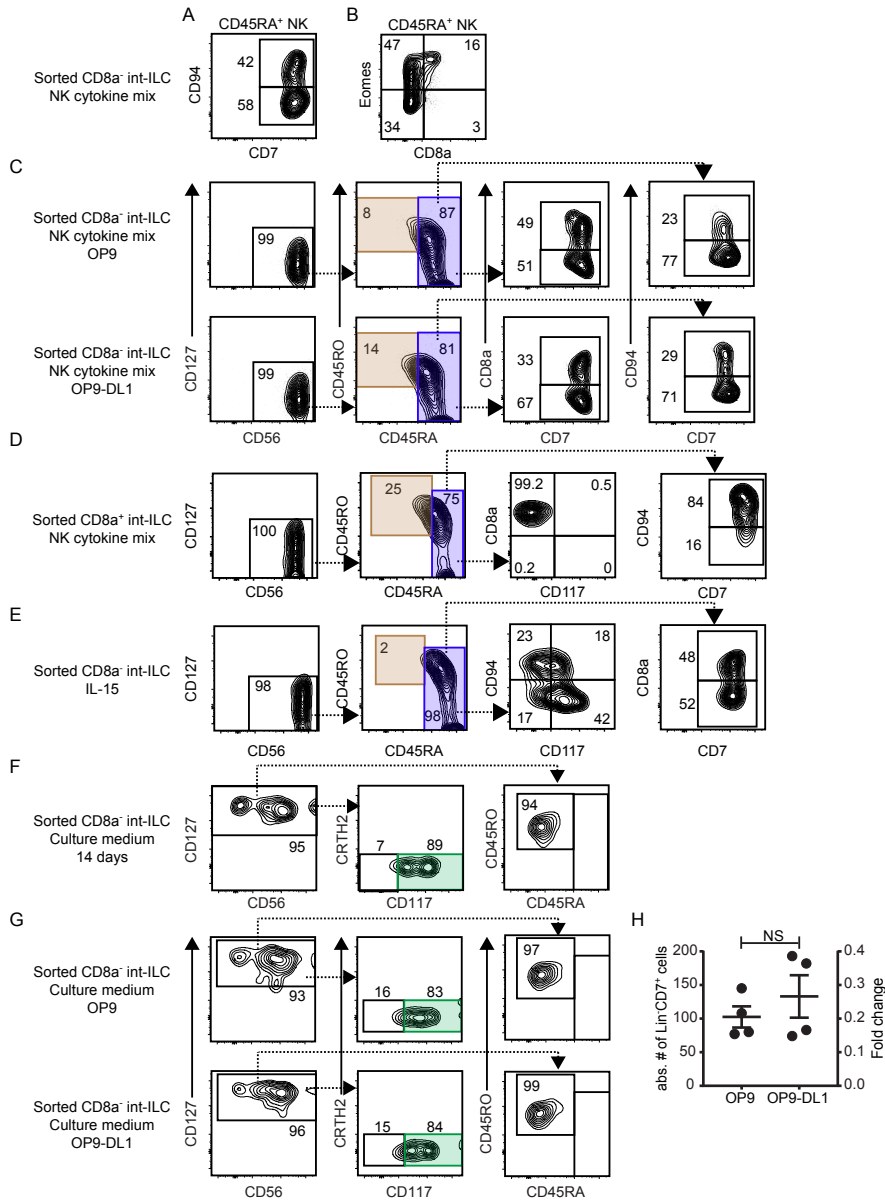 A
CD45RA⁺ NK
Sorted CD8a⁻ int-ILC
NK cytokine mix
CD94
42
58
CD7
B
CD45RA⁺ NK
Eomes
47
16
34
3
CD8a
C
Sorted CD8a⁻ int-ILC
NK cytokine mix
OP9
99
8
87
49
51
23
77
Sorted CD8a⁻ int-ILC
NK cytokine mix
OP9-DL1
CD127
99
CD56
CD45RO
14
81
CD45RA
CD8a
33
67
CD7
CD94
29
71
CD7
D
Sorted CD8a⁺ int-ILC
NK cytokine mix
CD127
100
CD56
CD45RO
25
75
CD45RA
CD8a
99.2
0.5
0.2
0
CD117
CD94
84
16
CD7
E
Sorted CD8a⁻ int-ILC
IL-15
CD127
98
CD56
CD45RO
2
98
CD45RA
CD94
23
18
17
42
CD117
CD8a
48
52
CD7
F
Sorted CD8a⁻ int-ILC
Culture medium
14 days
CD127
95
CD56
CRTH2
7
89
CD117
CD45RO
94
CD45RA
G
Sorted CD8a⁻ int-ILC
Culture medium
OP9
93
16
83
97
Sorted CD8a⁻ int-ILC
Culture medium
OP9-DL1
CD127
96
CD56
CRTH2
15
84
CD117
CD45RO
99
CD45RA
H
NS
abs. # of Lin⁻CD7⁺ cells
200
150
100
50
0
0.4
0.3
0.2
0.1
0.0
Fold change
OP9
OP9-DL1